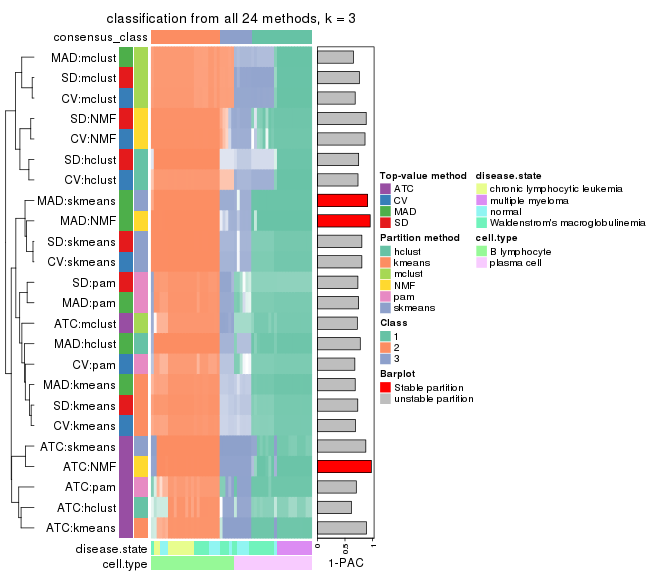 classification from all 24 methods, k = 3
consensus_class
MAD:mclust
SD:mclust
CV:mclust
SD:NMF
CV:NMF
SD:hclust
CV:hclust
MAD:skmeans
MAD:NMF
SD:skmeans
CV:skmeans
SD:pam
MAD:pam
ATC:mclust
MAD:hclust
CV:pam
MAD:kmeans
SD:kmeans
CV:kmeans
ATC:skmeans
ATC:NMF
ATC:pam
ATC:hclust
ATC:kmeans
disease.state
cell.type
0
0.5
1
1-PAC
Top-value method
ATC
CV
MAD
SD
Partition method
hclust
kmeans
mclust
NMF
pam
skmeans
Class
1
2
3
Barplot
Stable partition
unstable partition
disease.state
chronic lymphocytic leukemia
multiple myeloma
normal
Waldenstrom's macroglobulinemia
cell.type
B lymphocyte
plasma cell